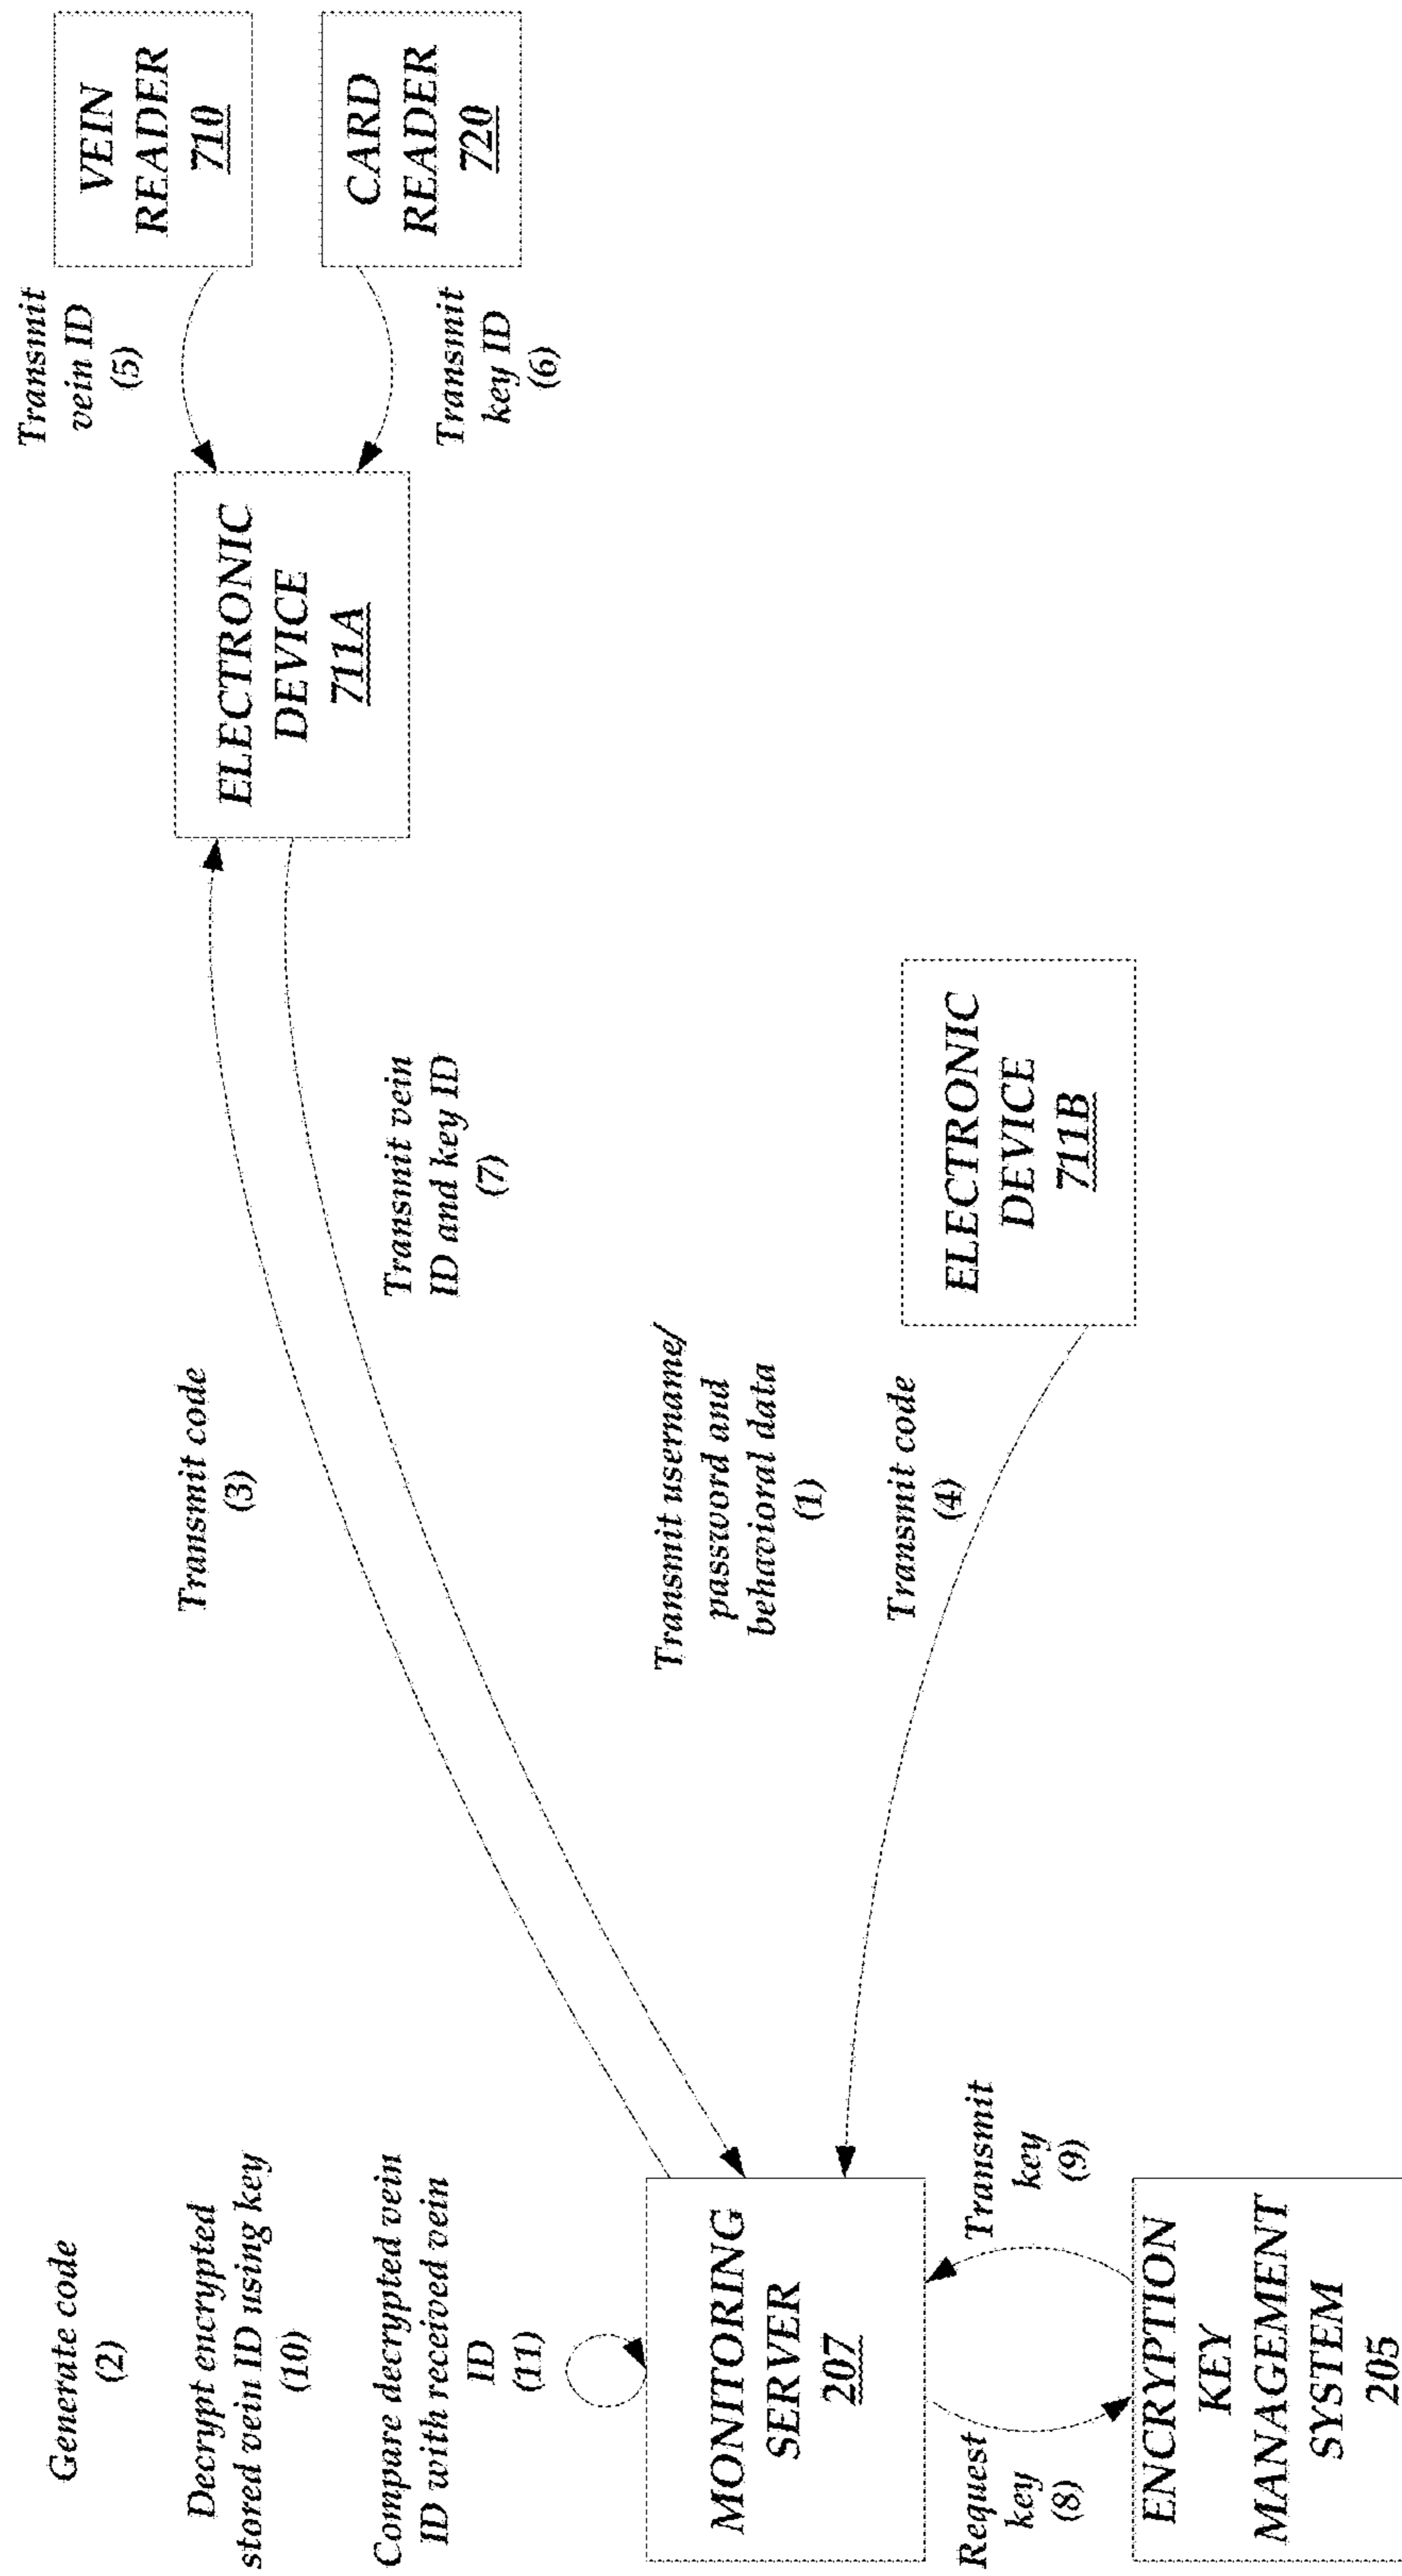 Generate code
(2)
Decrypt encrypted
stored vein ID using key
(10)
Compare decrypted vein
ID with received vein
ID
(11)
MONITORING
SERVER
207
Request
key
(8)
Transmit
key
(9)
ENCRYPTION
KEY
MANAGEMENT
SYSTEM
205
Transmit code
(3)
Transmit vein
ID and key ID
(7)
Transmit username/
password and
behavioral data
(1)
Transmit code
(4)
ELECTRONIC
DEVICE
711B
ELECTRONIC
DEVICE
711A
Transmit
vein ID
(5)
Transmit
key ID
(6)
VEIN
READER
710
CARD
READER
720